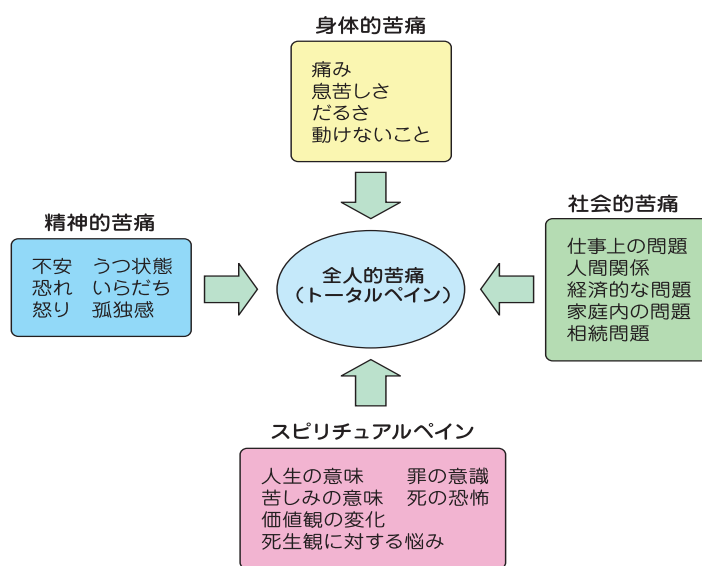 身体的苦痛
痛み
息苦しさ
だるさ
動けないこと
精神的苦痛
不安 うつ状態
恐れ いらだち
怒り 孤独感
全人的苦痛
（トータルペイン）
社会的苦痛
仕事上の問題
人間関係
経済的な問題
家庭内の問題
相続問題
スピリチュアルペイン
人生の意味 罪の意識
苦しみの意味 死の恐怖
価値観の変化
死生観に対する悩み